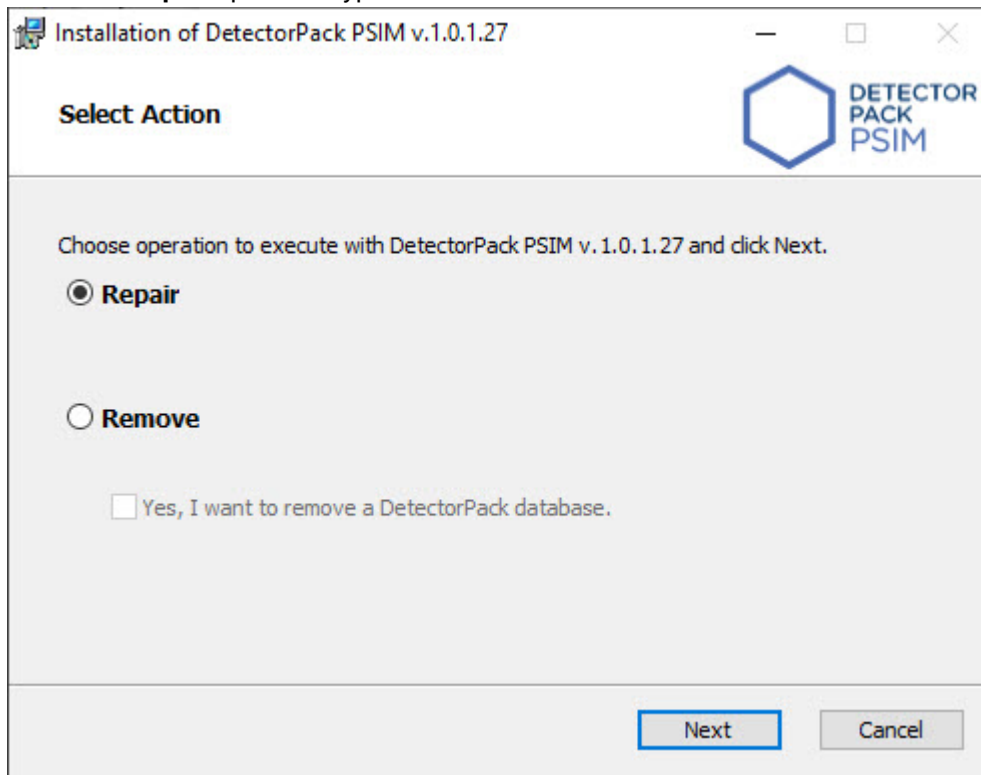 Installation of DetectorPack PSIM v.1.0.1.27
Select Action
DETECTOR
PACK
PSIM
Choose operation to execute with DetectorPack PSIM v.1.0.1.27 and click Next.
Repair
Remove
Yes, I want to remove a DetectorPack database.
Next
Cancel